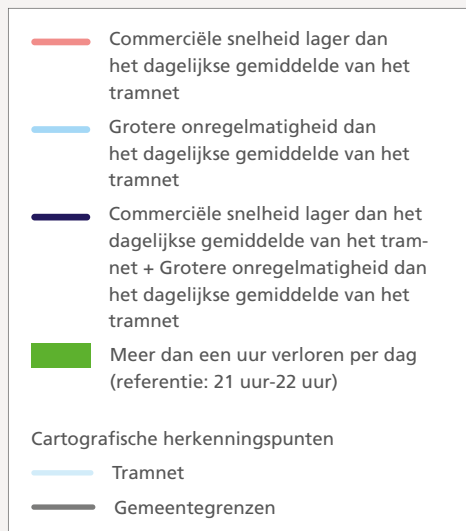 Commerciële snelheid lager dan
het dagelijkse gemiddelde van het
tramnet
Grotere onregelmatigheid dan
het dagelijkse gemiddelde van het
tramnet
Commerciële snelheid lager dan het
dagelijkse gemiddelde van het tram-
net + Grotere onregelmatigheid dan
het dagelijkse gemiddelde van het
tramnet
Meer dan een uur verloren per dag
(referentie: 21 uur-22 uur)
Cartografische herkenningspunten
Tramnet
Gemeentegrenzen